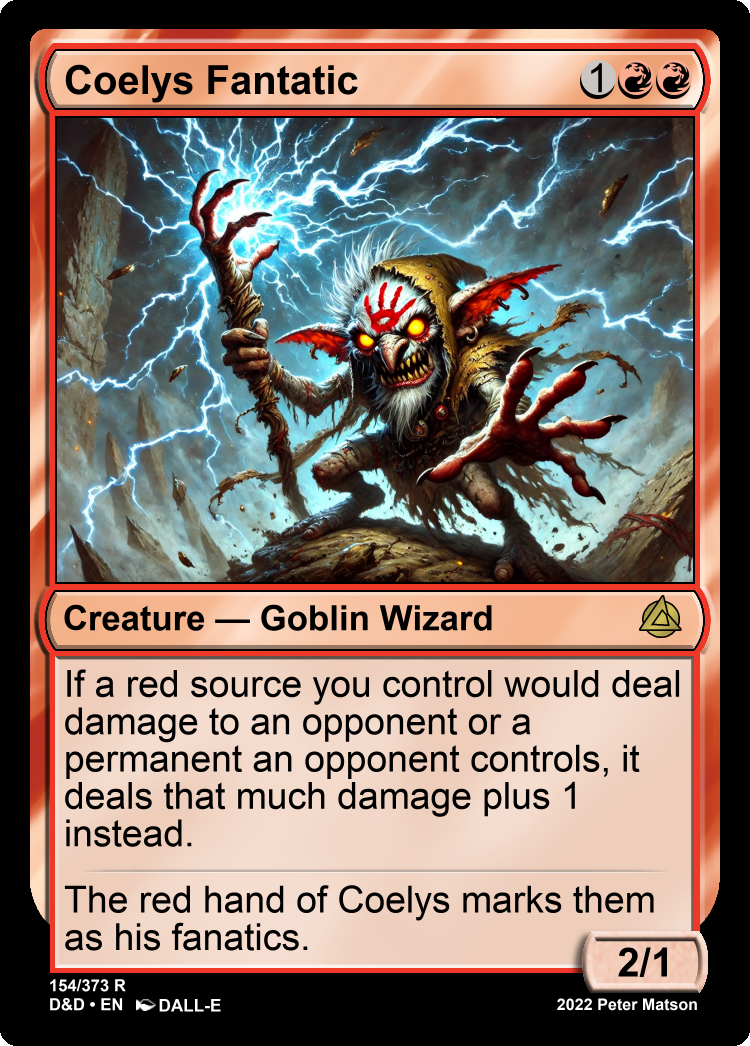 Coelys Fantatic 1
Creature — Goblin Wizard
If a red source you control would deal
damage to an opponent or a
permanent an opponent controls, it
deals that much damage plus 1
instead.
The red hand of Coelys marks them
as his fanatics.
2/1
154/373 R
D&D • EN DALL-E
2022 Peter Matson